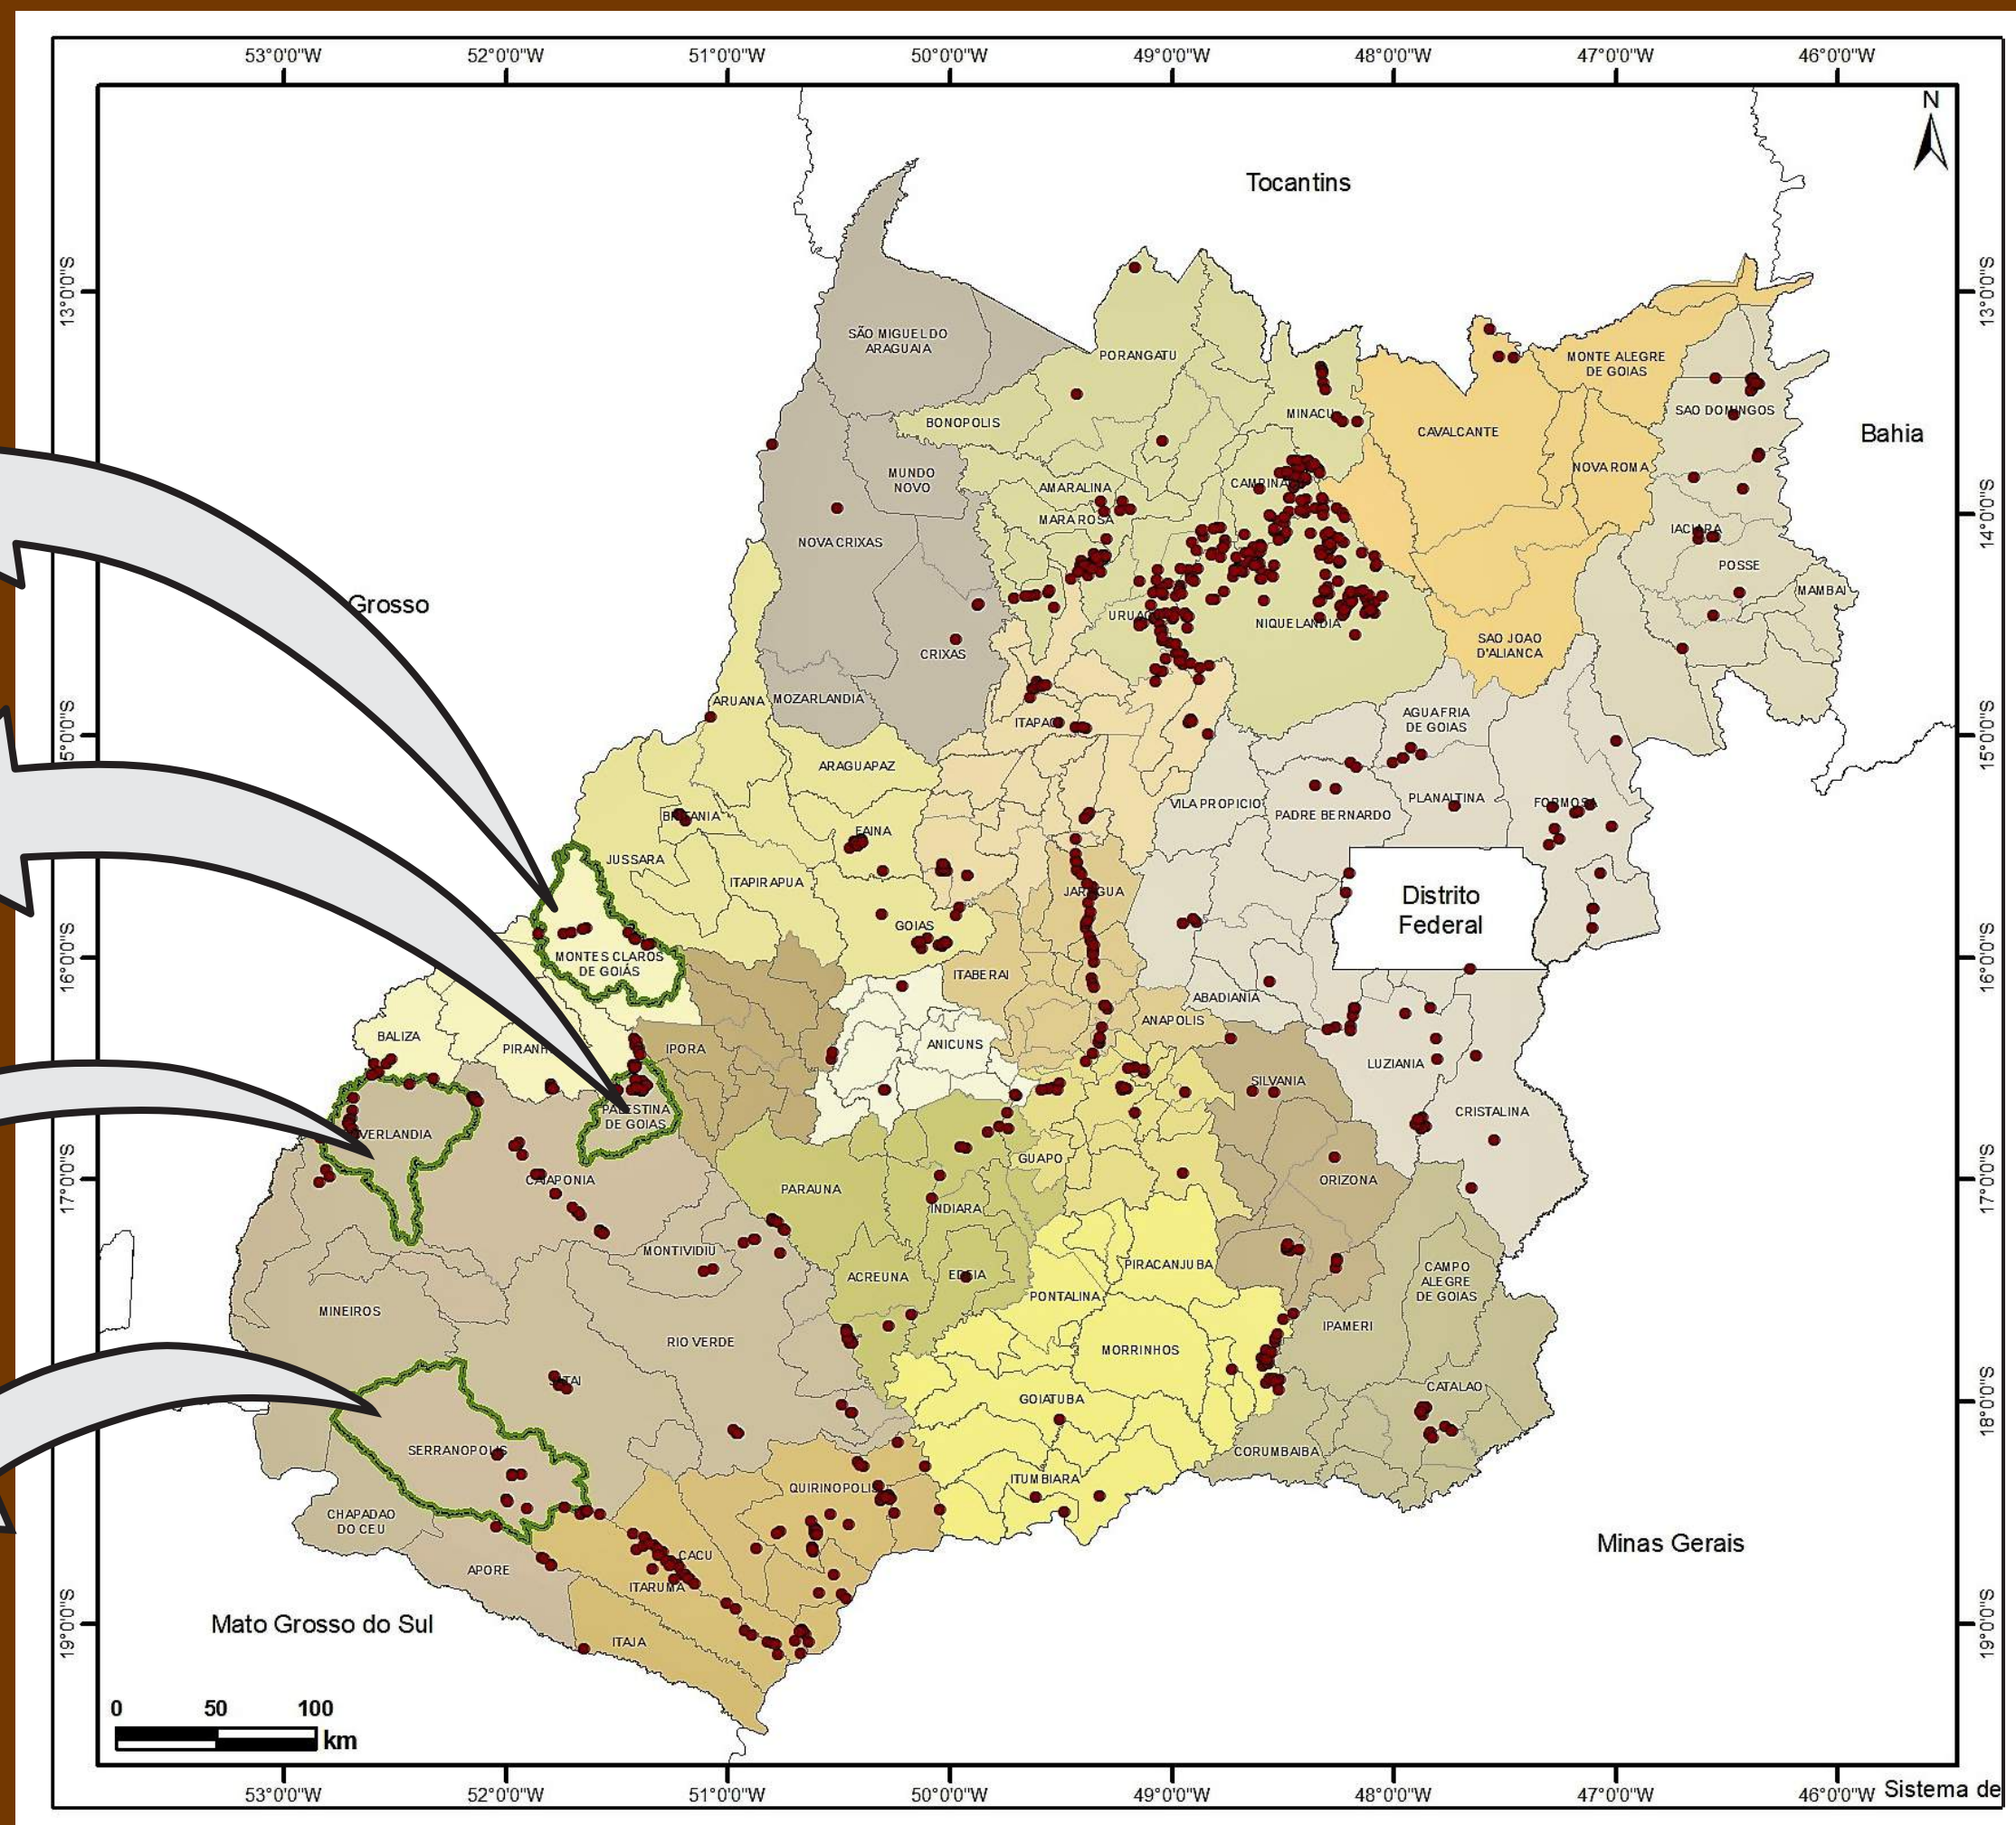 53°0'0"W 52°0'0"W 51°0'0"W 50°0'0"W 49°0'0"W 48°0'0"W 47°0'0"W 46°0'0"W
N
Tocantins
13°0'0"S
13°0'0"S
SÃO MIGUEL DO
ARAGUAIA
PORANGATU
MONTE ALEGRE
DE GOIAS
BONOPOLIS
MINACU
SAO DOMINGOS
CAVALCANTE
Bahia
MUNDO
NOVO
NOVA ROMA
AMARALINA
MARA ROSA
14°0'0"S
NOVA CRIXAS
IACIARA
POSSE
MAMBAI
Grosso
NIQUELANDIA
CRIXAS
SAO JOAO
D'ALIANCA
ARUANA
MOZARLANDIA
ITAPACI
AGUA FRIA
DE GOIAS
5°0'0"S
15°0'0"S
ARAGUAPAZ
VILA PROPICIO
PADRE BERNARDO
PLANALTINA
FORMOSA
BRITANIA
FAINA
JUSSARA
ITAPIRAPUA
JARAGUA
Distrito
Federal
GOIAS
MONTES CLAROS
DE GOIÁS
ITABERAI
16°0'0"S
16°0'0"S
ABADIANIA
ANAPOLIS
BALIZA
PIRANH
IPORA
ANICUNS
LUZIANIA
SILVANIA
PALESTINA
DE GOIAS
CRISTALINA
VERLANDIA
GUAPO
17°0'0"S
17°0'0"S
CAIAPONIA
PARAUNA
ORIZONA
INDIARA
MONTIVIDIU
PIRACANJUBA
ACREUNA
EDEIA
CAMPO
ALEGRE
DE GOIAS
PONTALINA
MINEIROS
IPAMERI
RIO VERDE
MORRINHOS
CATALAO
GOIATUBA
18°0'0"S
SERRANOPOLIS
CORUMBAIBA
ITUMBIARA
QUIRINOPOLIS
CHAPADAO
DO CEU
Minas Gerais
CACU
APORE
ITARUMA
19°0'0"S
19°0'0"S
Mato Grosso do Sul
ITAJA
0 50 100
km
53°0'0"W 52°0'0"W 51°0'0"W 50°0'0"W 49°0'0"W 48°0'0"W 47°0'0"W 46°0'0"W Sistema de